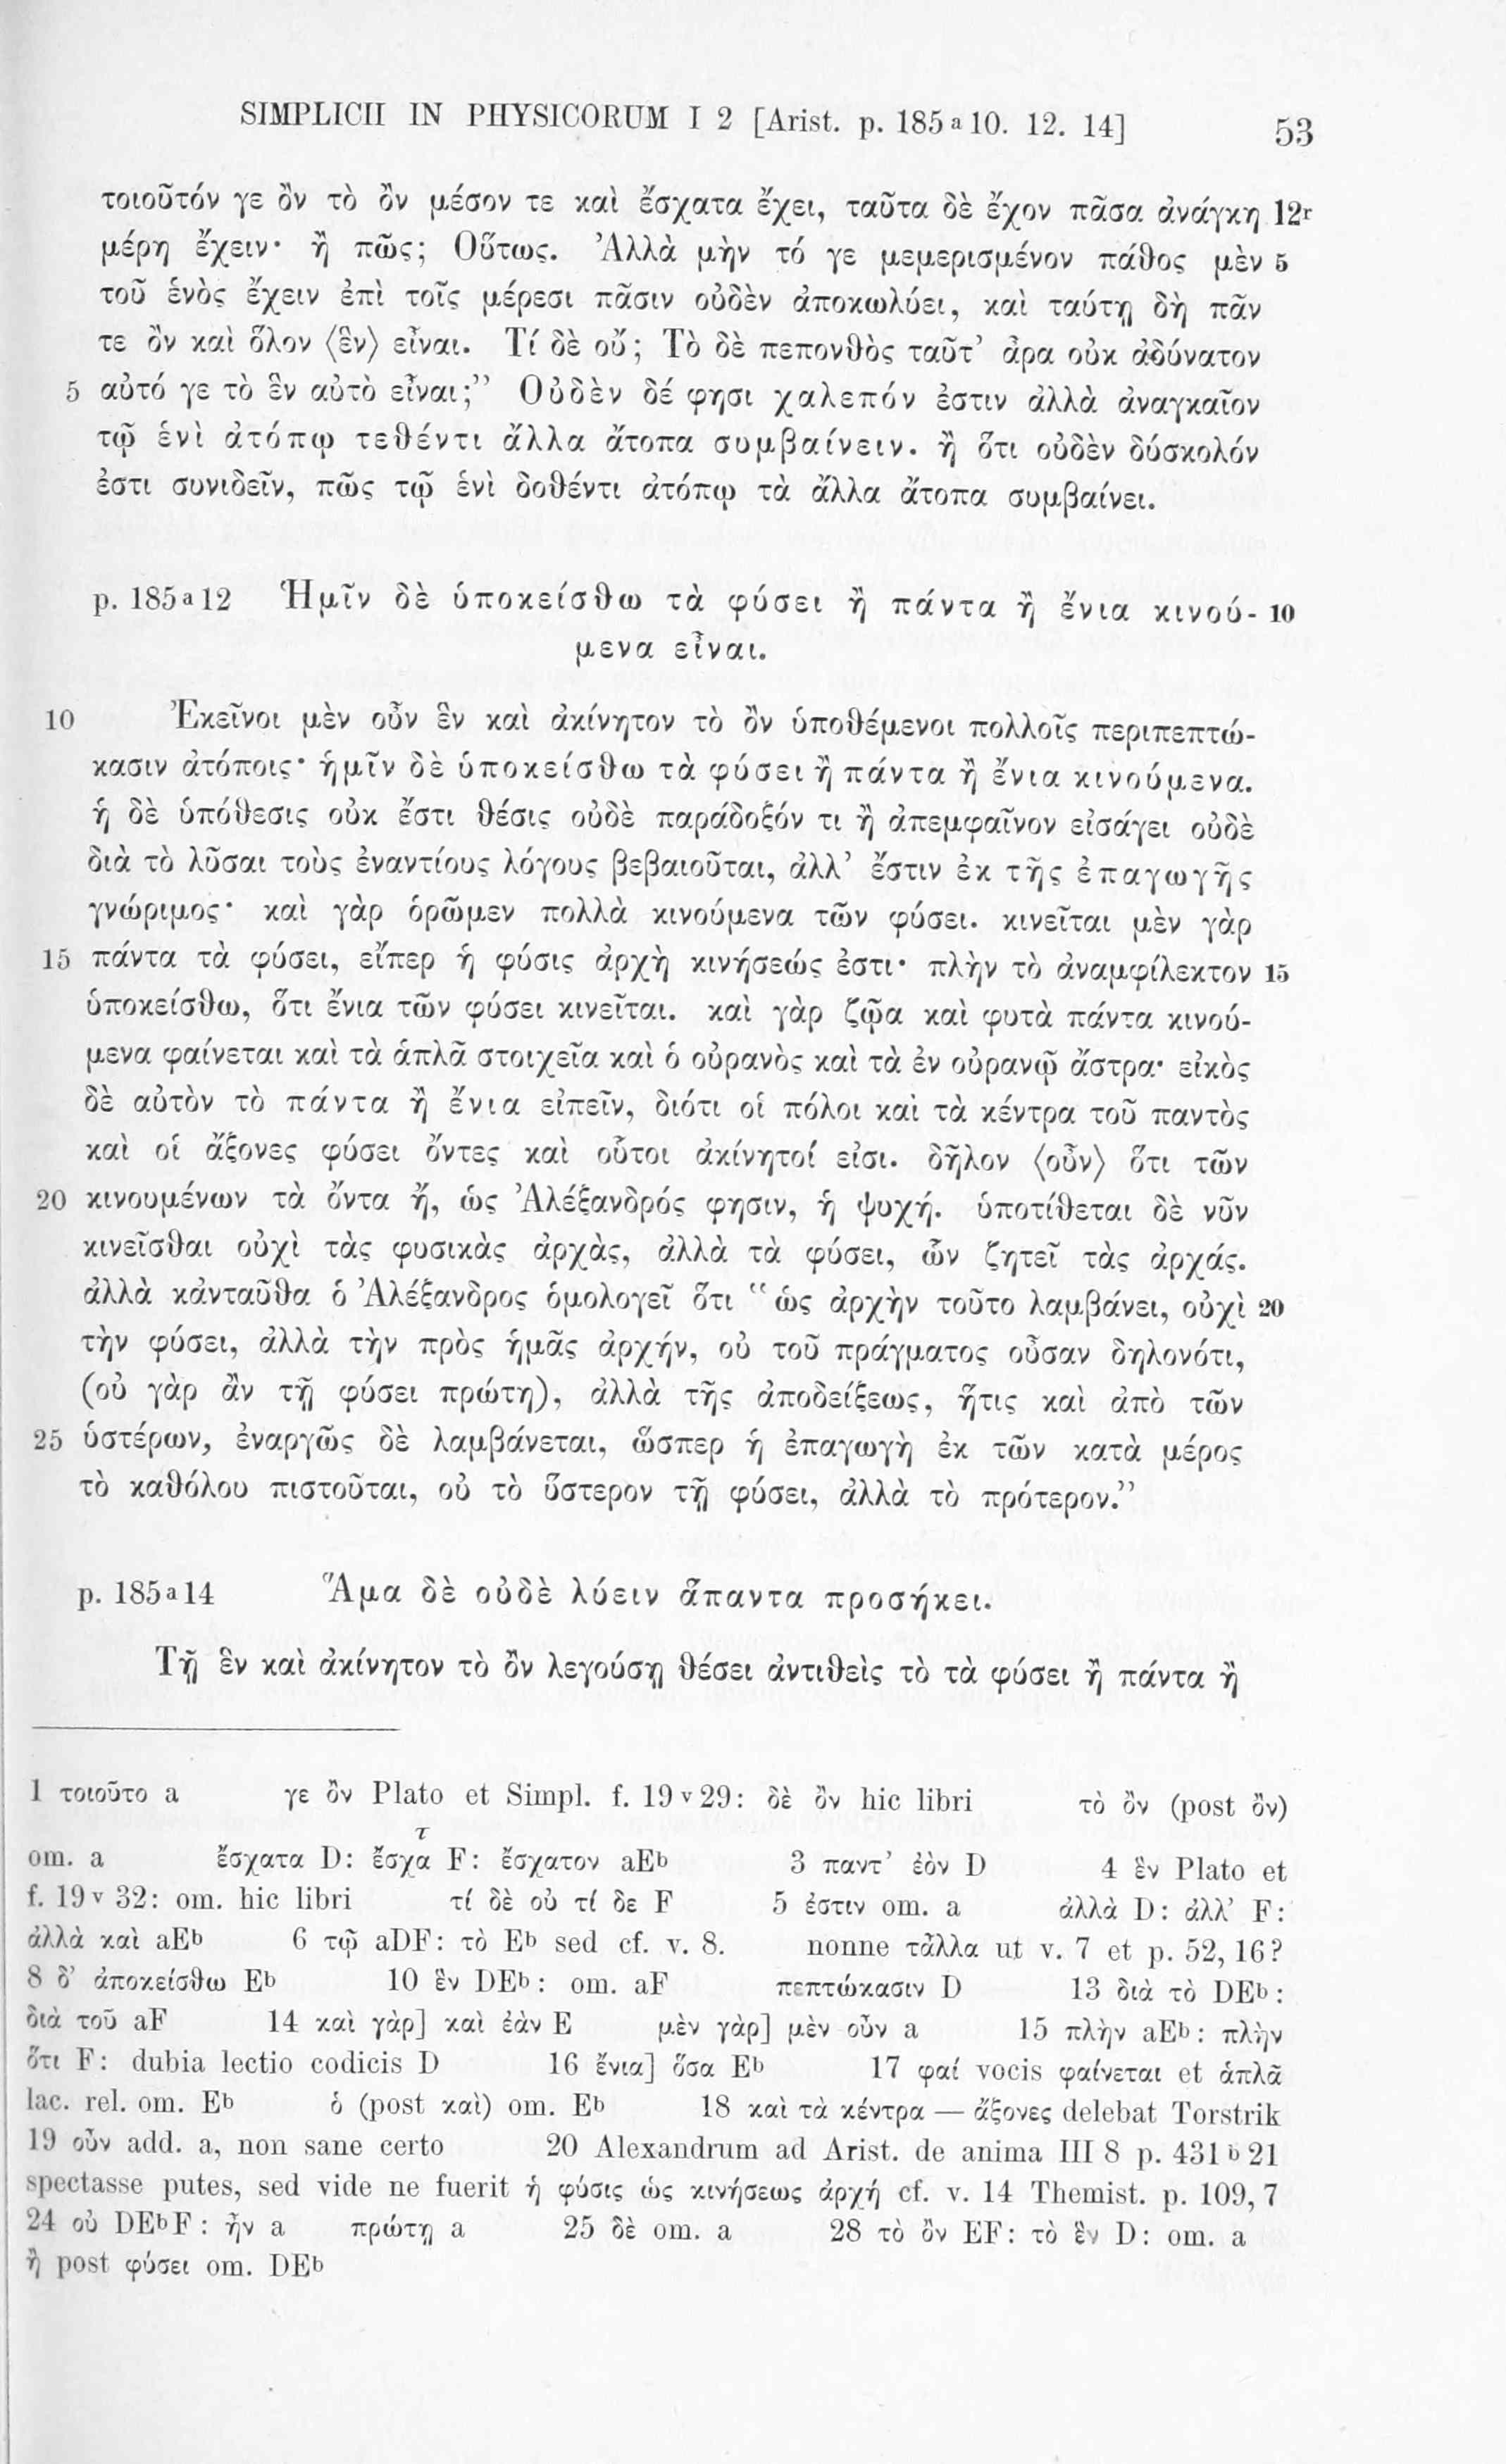 SIMPLICII IN PHYSICORUM I 2 [Arist. p. 185 a 10. 12. 14] 53
τοιοῦτόν γε ὂν τὸ ὂν μέσον τε καὶ ἔσχατα ἔχει, ταῦτα δὲ ἔχον πᾶσα ἀνάγκη 12r
μέρη ἔχειν· ἢ πῶς; Οὕτως. Ἀλλὰ μὴν τό γε μεμερισμένον πάθος μὲν 5
τοῦ ἑνὸς ἔχειν ἐπὶ τοῖς μέρεσι πᾶσιν οὐδὲν ἀποκωλύει, καὶ ταύτῃ δὴ πᾶν
τε ὂν καὶ ὅλον ⟨ἓν⟩ εἶναι. Τί δὲ οὔ; Τὸ δὲ πεπονθὸς ταῦτ’ ἆρα οὐκ ἀδύνατον
5 αὐτό γε τὸ ἓν αὐτὸ εἶναι;” Οὐδὲν δέ φησι χαλεπόν ἐστιν ἀλλὰ ἀναγκαῖον
τῷ ἑνὶ ἀτόπῳ τεθέντι ἄλλα ἄτοπα συμβαίνειν. ἢ ὅτι οὐδὲν δύσκολόν
ἐστι συνιδεῖν, πῶς τῷ ἑνὶ δοθέντι ἀτόπῳ τὰ ἄλλα ἄτοπα συμβαίνει.
p. 185 a 12 Ἡμῖν δὲ ὑποκείσθω τὰ φύσει ἢ πάντα ἢ ἔνια κινού- 10
μενα εἶναι.
10 Ἐκεῖνοι μὲν οὖν ἓν καὶ ἀκίνητον τὸ ὂν ὑποθέμενοι πολλοῖς περιπεπτώ-
κασιν ἀτόποις· ἡμῖν δὲ ὑποκείσθω τὰ φύσει ἢ πάντα ἢ ἔνια κινούμενα.
ἡ δὲ ὑπόθεσις οὐκ ἔστι θέσις οὐδὲ παράδοξόν τι ἢ ἀπεμφαῖνον εἰσάγει οὐδὲ
διὰ τὸ λῦσαι τοὺς ἐναντίους λόγους βεβαιοῦται, ἀλλ’ ἔστιν ἐκ τῆς ἐπαγωγῆς
γνώριμος· καὶ γὰρ ὁρῶμεν πολλὰ κινούμενα τῶν φύσει. κινεῖται μὲν γὰρ
15 πάντα τὰ φύσει, εἴπερ ἡ φύσις ἀρχὴ κινήσεώς ἐστι· πλὴν τὸ ἀναμφίλεκτον 15
ὑποκείσθω, ὅτι ἔνια τῶν φύσει κινεῖται. καὶ γὰρ ζῷα καὶ φυτὰ πάντα κινού-
μενα φαίνεται καὶ τὰ ἁπλᾶ στοιχεῖα καὶ ὁ οὐρανὸς καὶ τὰ ἐν οὐρανῷ ἄστρα· εἰκὸς
δὲ αὐτὸν τὸ πάντα ἢ ἔνια εἰπεῖν, διότι οἱ πόλοι καὶ τὰ κέντρα τοῦ παντὸς
καὶ οἱ ἄξονες φύσει ὄντες καὶ οὗτοι ἀκίνητοί εἰσι. δῆλον ⟨οὖν⟩ ὅτι τῶν
20 κινουμένων τὰ ὄντα ἤ, ὡς Ἀλέξανδρός φησιν, ἡ ψυχή. ὑποτίθεται δὲ νῦν
κινεῖσθαι οὐχὶ τὰς φυσικὰς ἀρχὰς, ἀλλὰ τὰ φύσει, ὧν ζητεῖ τὰς ἀρχάς.
ἀλλὰ κἀνταῦθα ὁ Ἀλέξανδρος ὁμολογεῖ ὅτι “ὡς ἀρχὴν τοῦτο λαμβάνει, οὐχὶ 20
τὴν φύσει, ἀλλὰ τὴν πρὸς ἡμᾶς ἀρχήν, οὐ τοῦ πράγματος οὖσαν δηλονότι,
(οὐ γὰρ ἂν τῇ φύσει πρώτη), ἀλλὰ τῆς ἀποδείξεως, ἥτις καὶ ἀπὸ τῶν
25 ὑστέρων, ἐναργῶς δὲ λαμβάνεται, ὥσπερ ἡ ἐπαγωγὴ ἐκ τῶν κατὰ μέρος
τὸ καθόλου πιστοῦται, οὐ τὸ ὕστερον τῇ φύσει, ἀλλὰ τὸ πρότερον.”
p. 185 a 14 Ἅμα δὲ οὐδὲ λύειν ἅπαντα προσήκει.
Τῇ ἓν καὶ ἀκίνητον τὸ ὂν λεγούσῃ θέσει ἀντιθεὶς τὸ τὰ φύσει ἢ πάντα ἢ
1 τοιοῦτο a γε ὂν Plato et Simpl. f. 19 v 29: δὲ ὂν hic libri τὸ ὂν (post ὂν)
om. a ἔσχατα D: ἔσχα τ F: ἔσχατον aEb 3 παντ’ ἐὸν D 4 ἓν Plato et
f. 19 v 32: om. hic libri τί δὲ οὐ τί δε F 5 ἐστιν om. a ἀλλὰ D: ἀλλ’ F:
ἀλλὰ καὶ aEb 6 τῷ aDF: τὸ Eb sed cf. v. 8. nonne τἆλλα ut v. 7 et p. 52, 16?
8 δ’ ἀποκείσθω Eb 10 ἓν DEb: om. aF πεπτώκασιν D 13 διὰ τὸ DEb:
διὰ τοῦ aF 14 καὶ γὰρ] καὶ ἐὰν E μὲν γὰρ] μὲν οὖν a 15 πλὴν aEb: πλὴν
ὅτι F: dubia lectio codicis D 16 ἔνια] ὅσα Eb 17 φαί vocis φαίνεται et ἁπλᾶ
lac. rel. om. Eb ὁ (post καὶ) om. Eb 18 καὶ τὰ κέντρα — ἄξονες delebat Torstrik
19 οὖν add. a, non sane certo 20 Alexandrum ad Arist. de anima III 8 p. 431 b 21
spectasse putes, sed vide ne fuerit ἡ φύσις ὡς κινήσεως ἀρχή cf. v. 14 Themist. p. 109, 7
24 οὐ DEbF: ἦν a πρώτῃ a 25 δὲ om. a 28 τὸ ὂν EF: τὸ ἓν D: om. a
ἢ post φύσει om. DEb